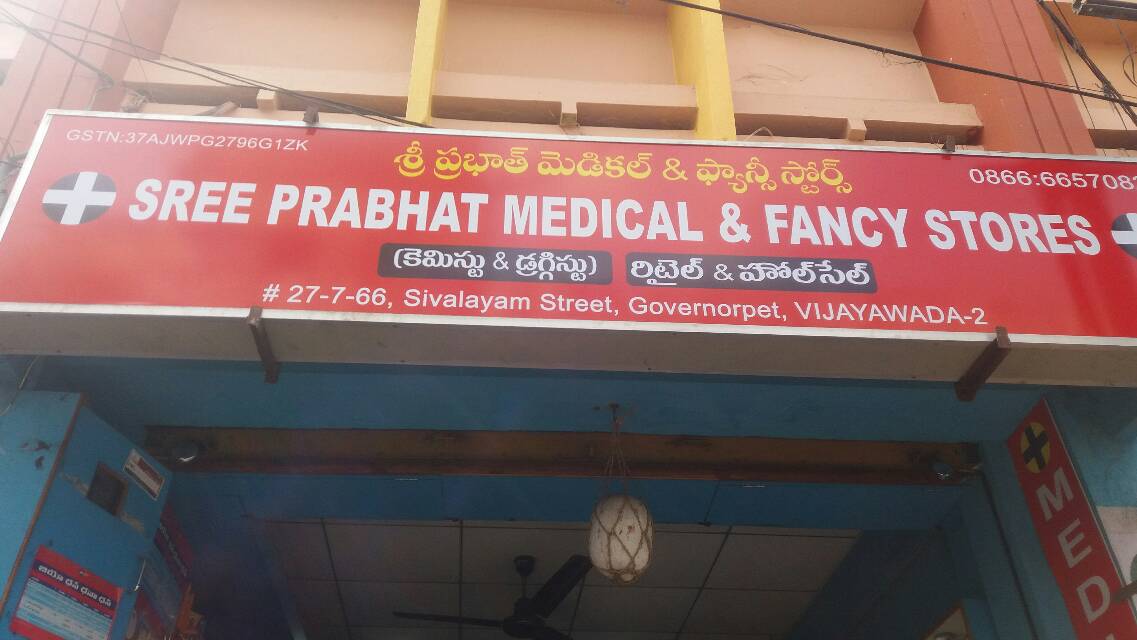 GSTN:37AJWPG2796G1ZK
శ్రీ ప్రభాత్ మెడికల్ & ఫ్యాన్సీ స్టోర్స్
0866:665708
SREE PRABHAT MEDICAL & FANCY STORES
(కెమిస్టు & డ్రగ్గిస్టు) రిటైల్ & హోల్‌సేల్
# 27-7-66, Sivalayam Street, Governorpet, VIJAYAWADA-2
MEDI